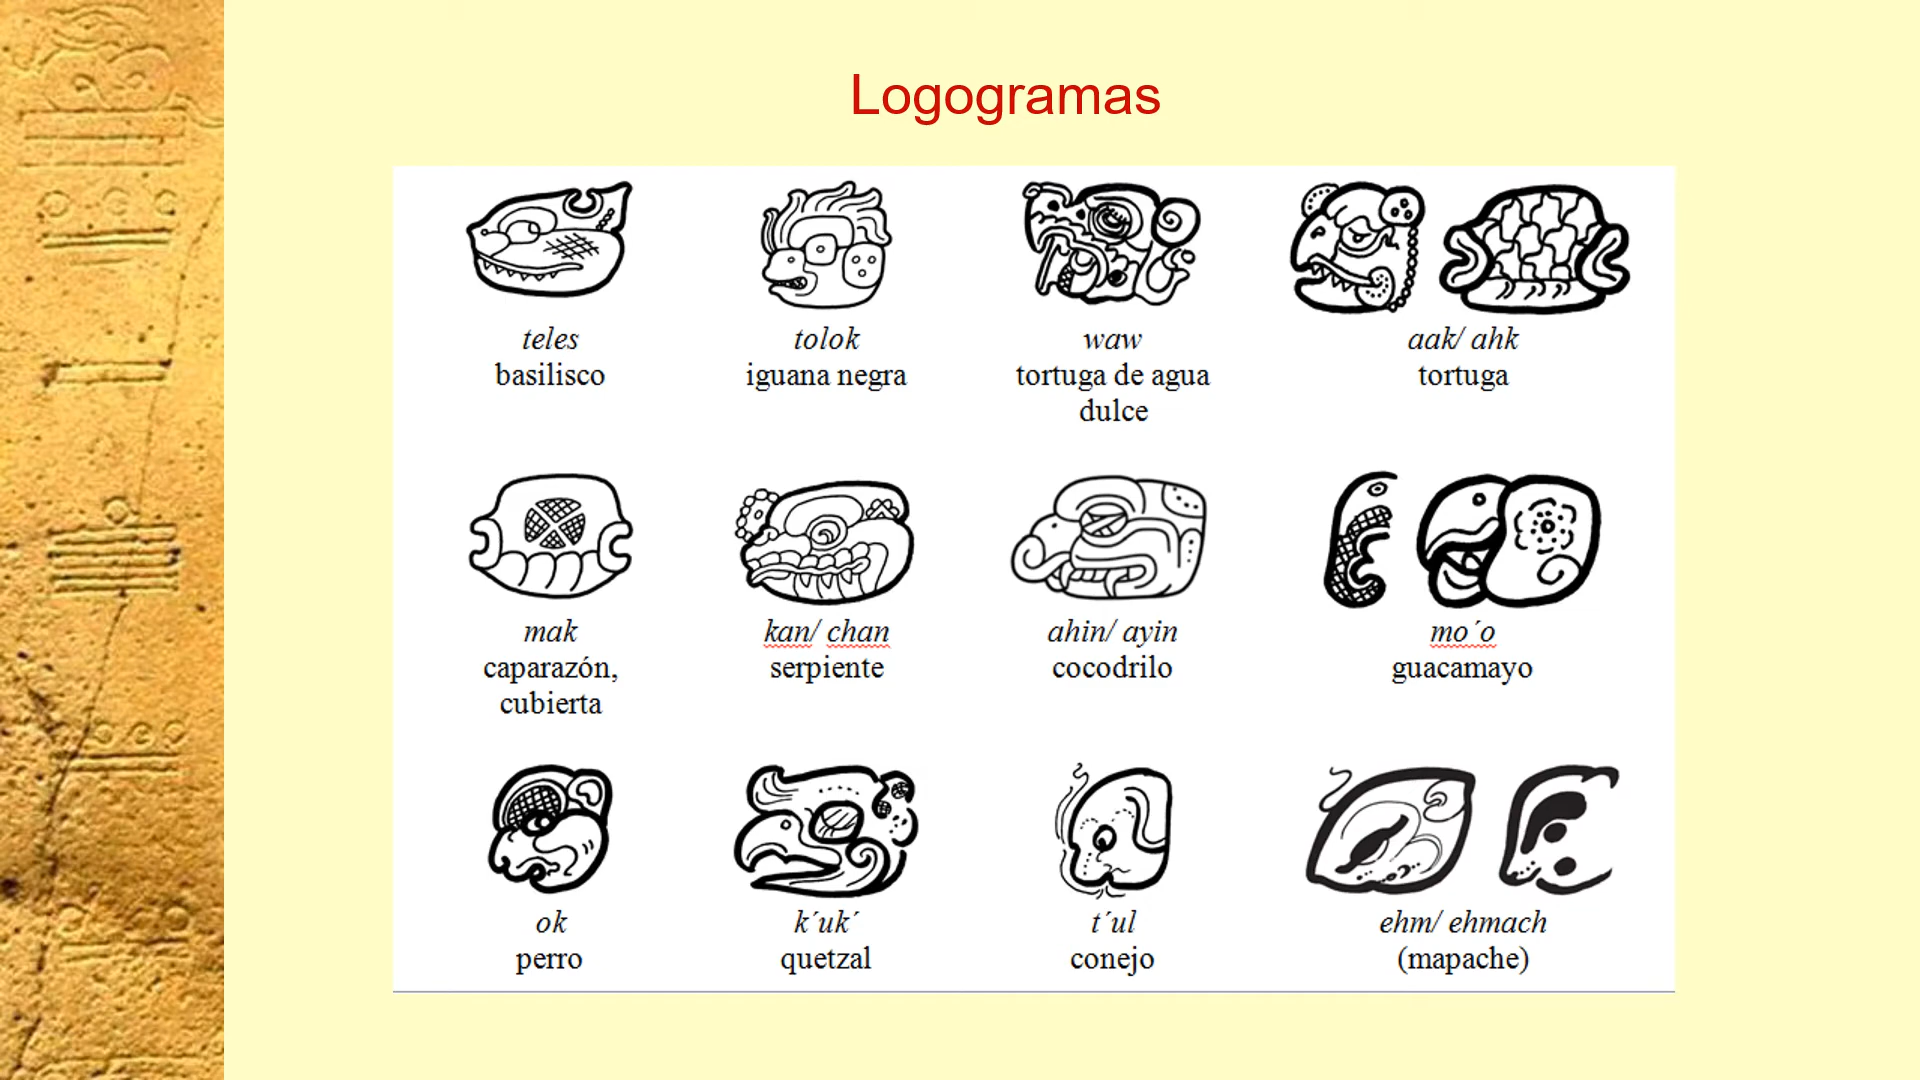 Logogramas
teles
basilisco
tolok
iguana negra
waw
tortuga de agua
dulce
aak/ ahk
tortuga
mak
caparazón,
cubierta
kan/ chan
serpiente
ahin/ ayin
cocodrilo
mo´o
guacamayo
ok
perro
k´uk´
quetzal
t´ul
conejo
ehm/ ehmach
(mapache)